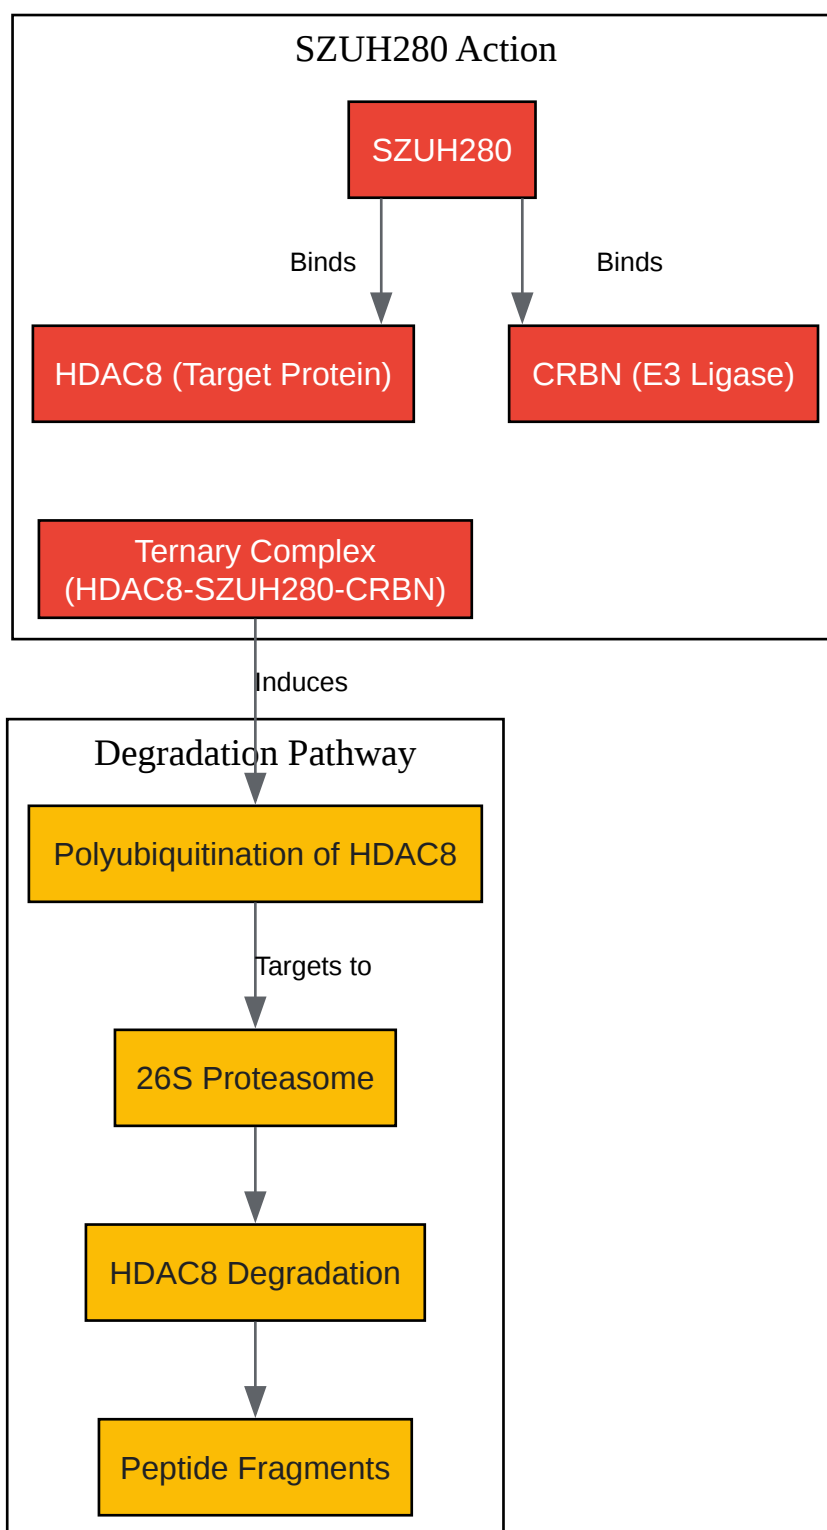 SZUH280 Action
SZUH280
Binds
Binds
HDAC8 (Target Protein)
CRBN (E3 Ligase)
Ternary Complex
(HDAC8-SZUH280-CRBN)
Induces
Degradation Pathway
Polyubiquitination of HDAC8
Targets to
26S Proteasome
HDAC8 Degradation
Peptide Fragments